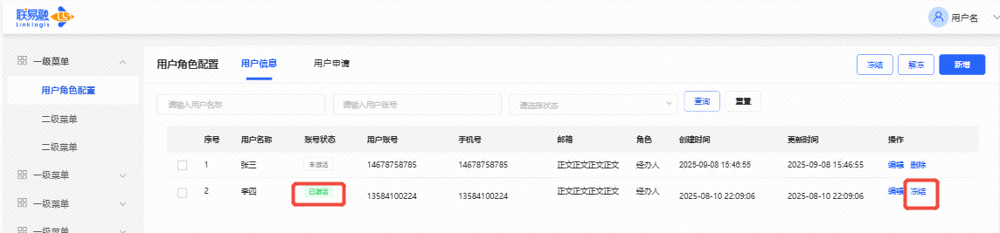 联易融
Linklogis
用户名
一级菜单
用户角色配置
二级菜单
二级菜单
一级菜单
一级菜单
一级菜单
用户角色配置 用户信息 用户申请 冻结 解冻 新增
请输入用户名称 请输入用户账号 请选择状态 查询 重置
序号 用户名称 账号状态 用户账号 手机号 邮箱 角色 创建时间 更新时间 操作
1 张三 未激活 14678758785 14678758785 正文正文正文正文 经办人 2025-09-08 15:46:55 2025-09-08 15:46:55 编辑 删除
2 李四 已激活 13584100224 13584100224 正文正文正文正文 经办人 2025-08-10 22:09:06 2025-08-10 22:09:06 编辑 冻结